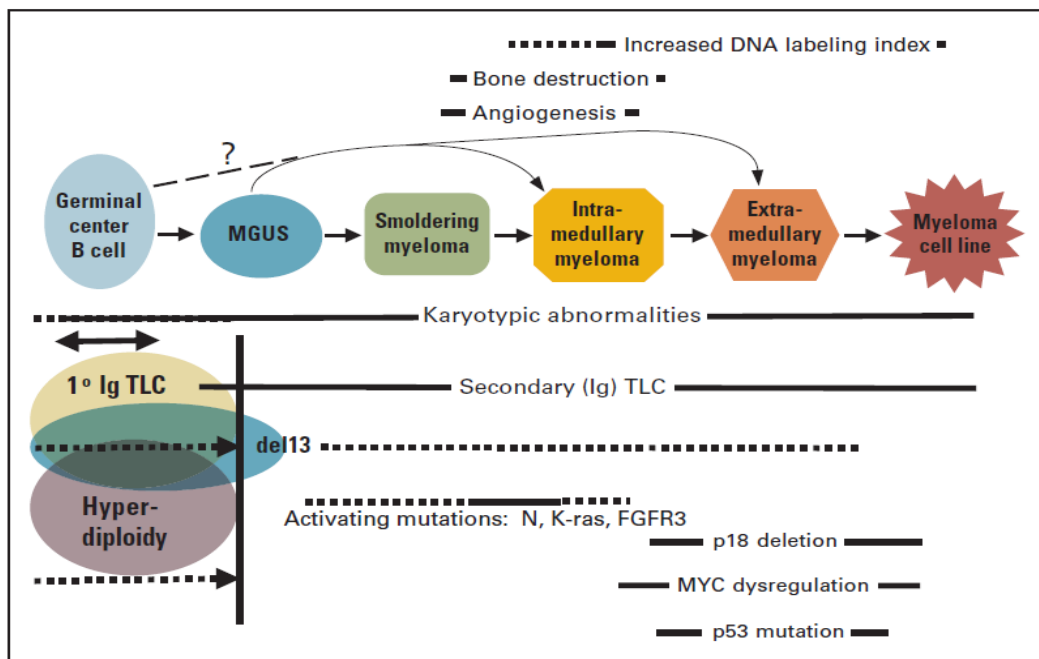 Increased DNA labeling index
Bone destruction
Angiogenesis
?
Germinal
center
B cell
MGUS
Smoldering
myeloma
Intra-
medullary
myeloma
Extra-
medullary
myeloma
Myeloma
cell line
Karyotypic abnormalities
1º Ig TLC
Secondary (Ig) TLC
del13
Hyper-
diploidy
Activating mutations: N, K-ras, FGFR3
p18 deletion
MYC dysregulation
p53 mutation